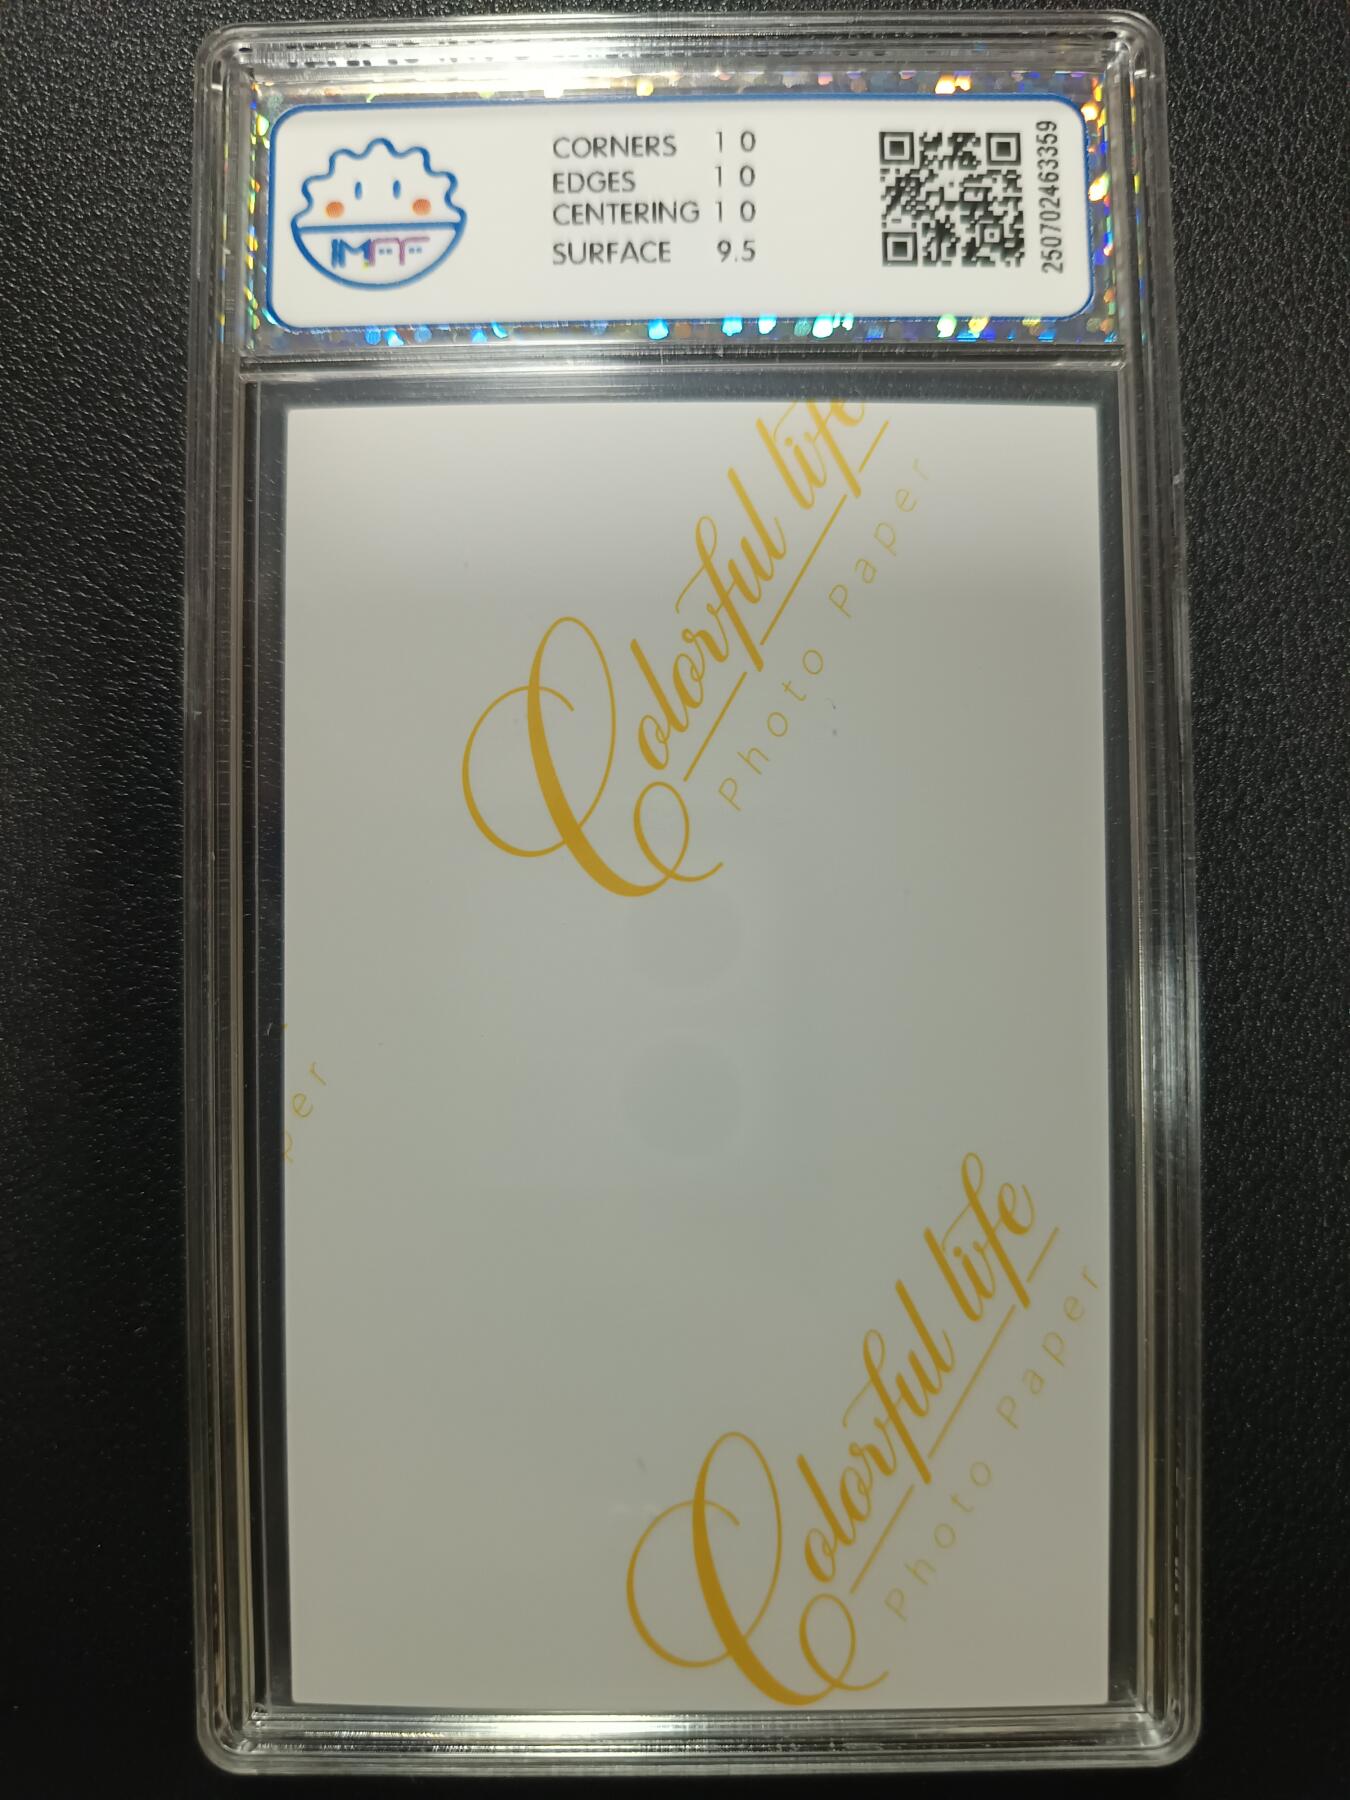 CORNERS 10
EDGES 10
CENTERING 10
SURFACE 9.5
2507024633359
Colorful life
Photo Paper
per
Colorful life
Photo Paper